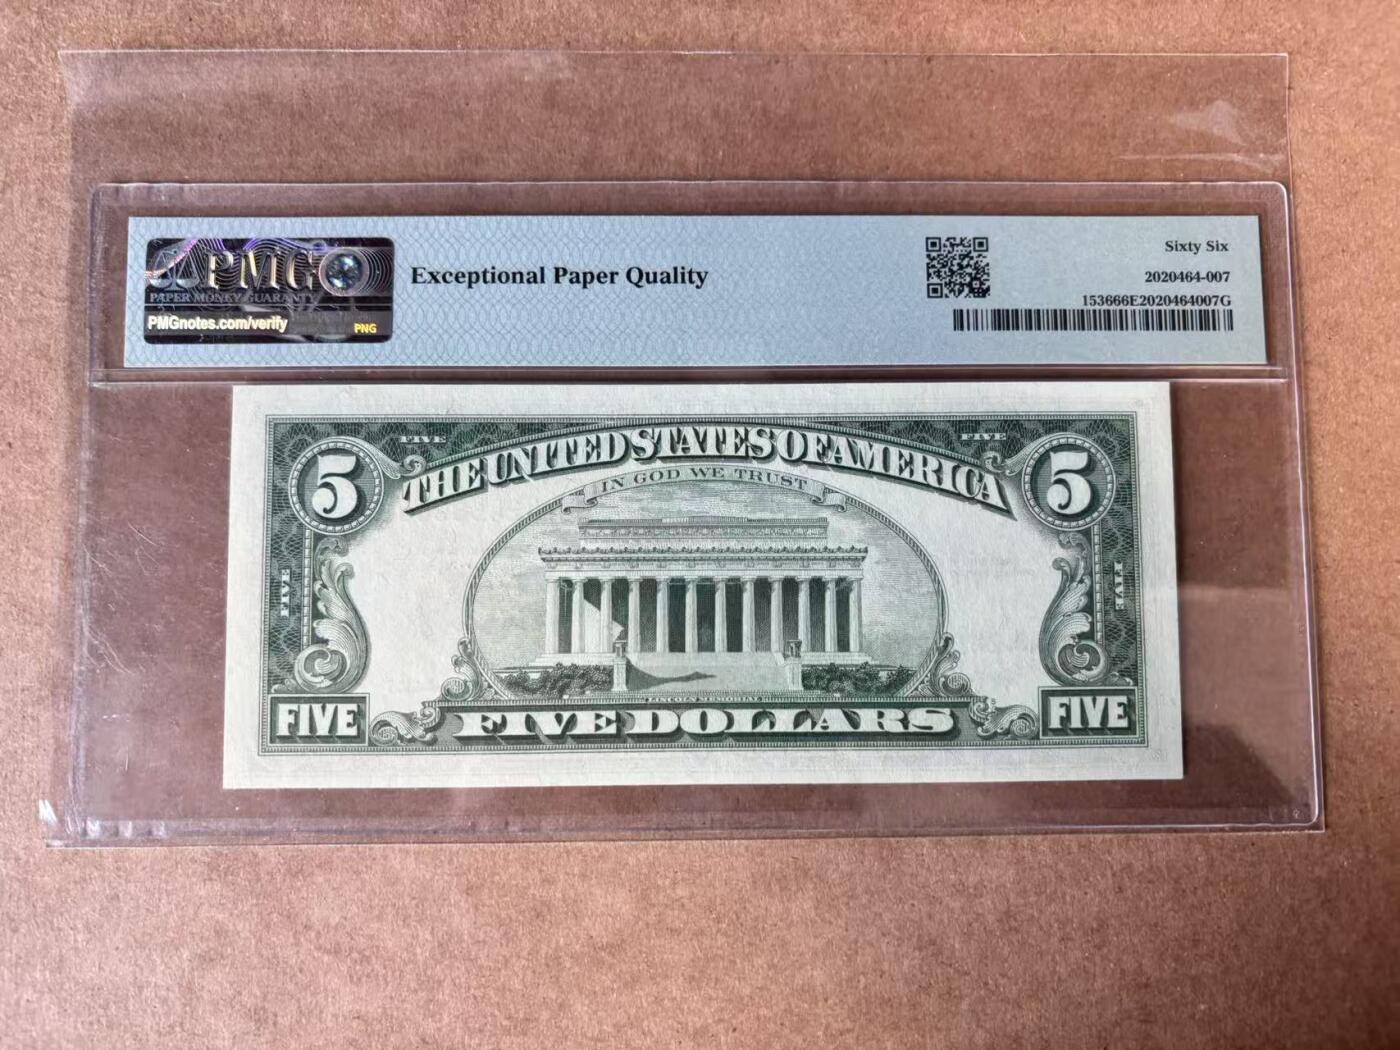 PMG
PAPER MONEY GUARANTY
PMGnotes.com/verify
PNG
Exceptional Paper Quality
Sixty Six
2020464-007
153666E2020464007G
FIVE
FIVE
5
THE UNITED STATES OF AMERICA
5
IN GOD WE TRUST
FIVE
FIVE
FIVE
FIVE DOLLARS
FIVE